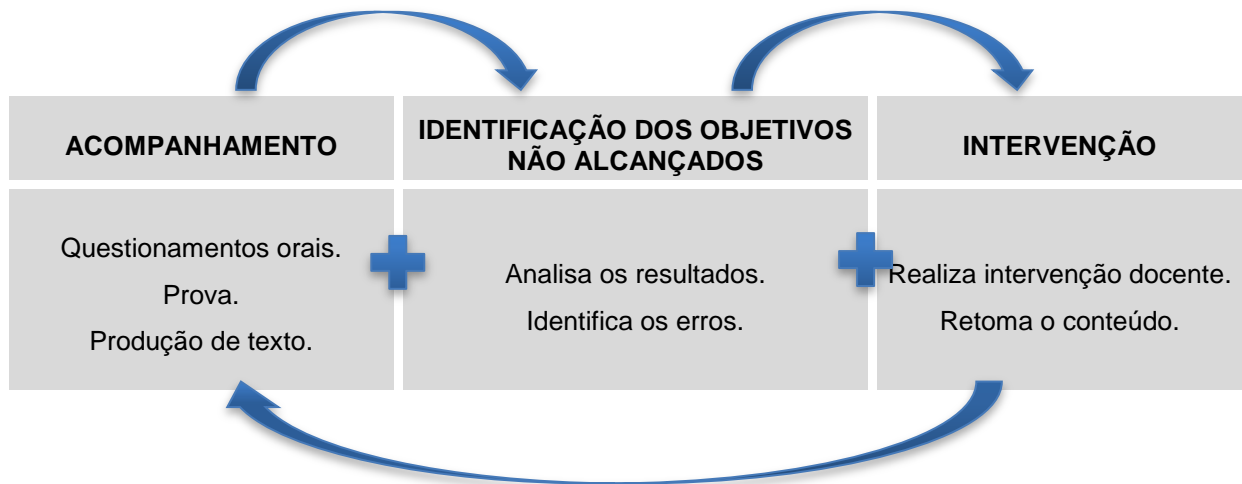 ACOMPANHAMENTO
IDENTIFICAÇÃO DOS OBJETIVOS
NÃO ALCANÇADOS
INTERVENÇÃO
Questionamentos orais.
Prova.
Produção de texto.
Analisa os resultados.
Identifica os erros.
Realiza intervenção docente.
Retoma o conteúdo.